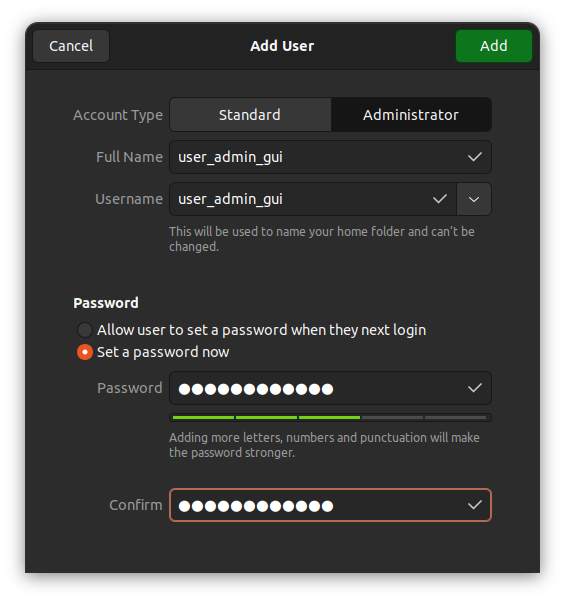 Cancel Add User Add
Account Type Standard Administrator
Full Name user_admin_gui
Username user_admin_gui
This will be used to name your home folder and can't be
changed.
Password
Allow user to set a password when they next login
Set a password now
Password ●●●●●●●●●●●●
Adding more letters, numbers and punctuation will make
the password stronger.
Confirm ●●●●●●●●●●●●